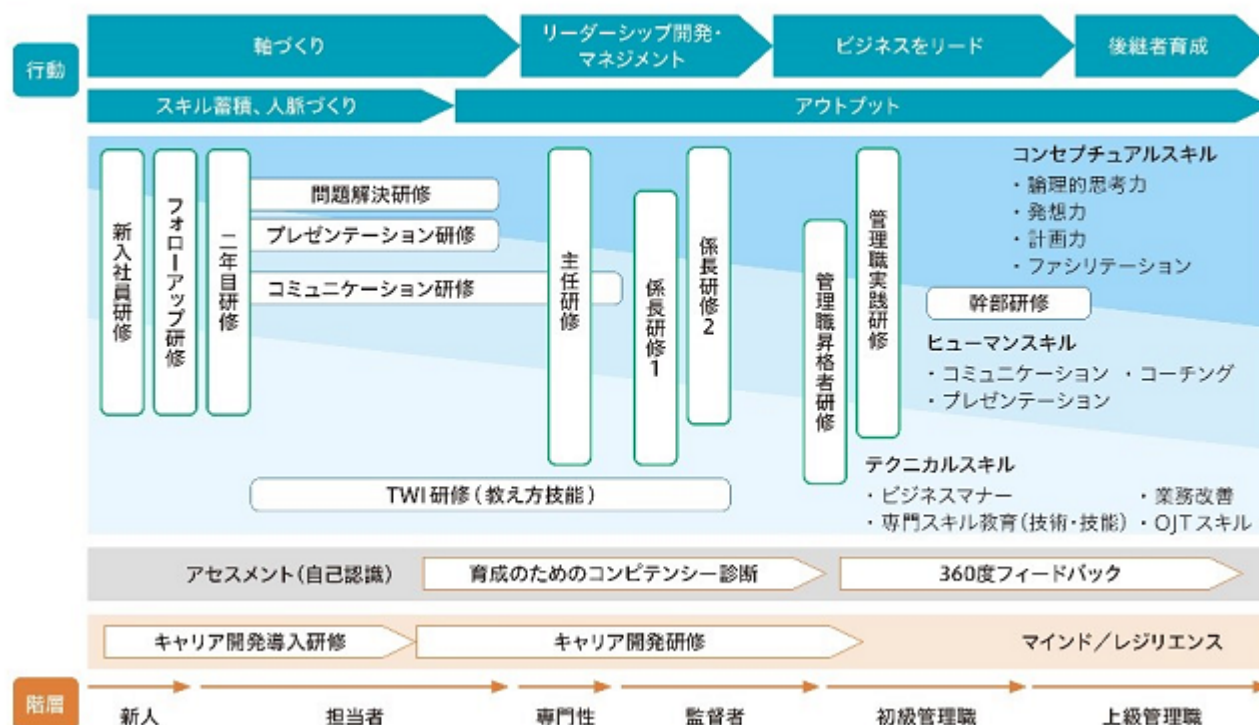 行動
軸づくり
リーダーシップ開発・
マネジメント
ビジネスをリード
後継者育成
スキル蓄積、人脈づくり
アウトプット
新入社員研修
フォローアップ研修
二年目研修
問題解決研修
プレゼンテーション研修
コミュニケーション研修
主任研修
係長研修1
係長研修2
管理職昇格者研修
管理職実践研修
コンセプチュアルスキル
・論理的思考力
・発想力
・計画力
・ファシリテーション
幹部研修
ヒューマンスキル
・コミュニケーション ・コーチング
・プレゼンテーション
テクニカルスキル
・ビジネスマナー ・業務改善
・専門スキル教育(技術・技能) ・OJTスキル
TWI研修(教え方技能)
アセスメント(自己認識)
育成のためのコンピテンシー診断
360度フィードバック
キャリア開発導入研修
キャリア開発研修
マインド/レジリエンス
階層
新人
担当者
専門性
監督者
初級管理職
上級管理職